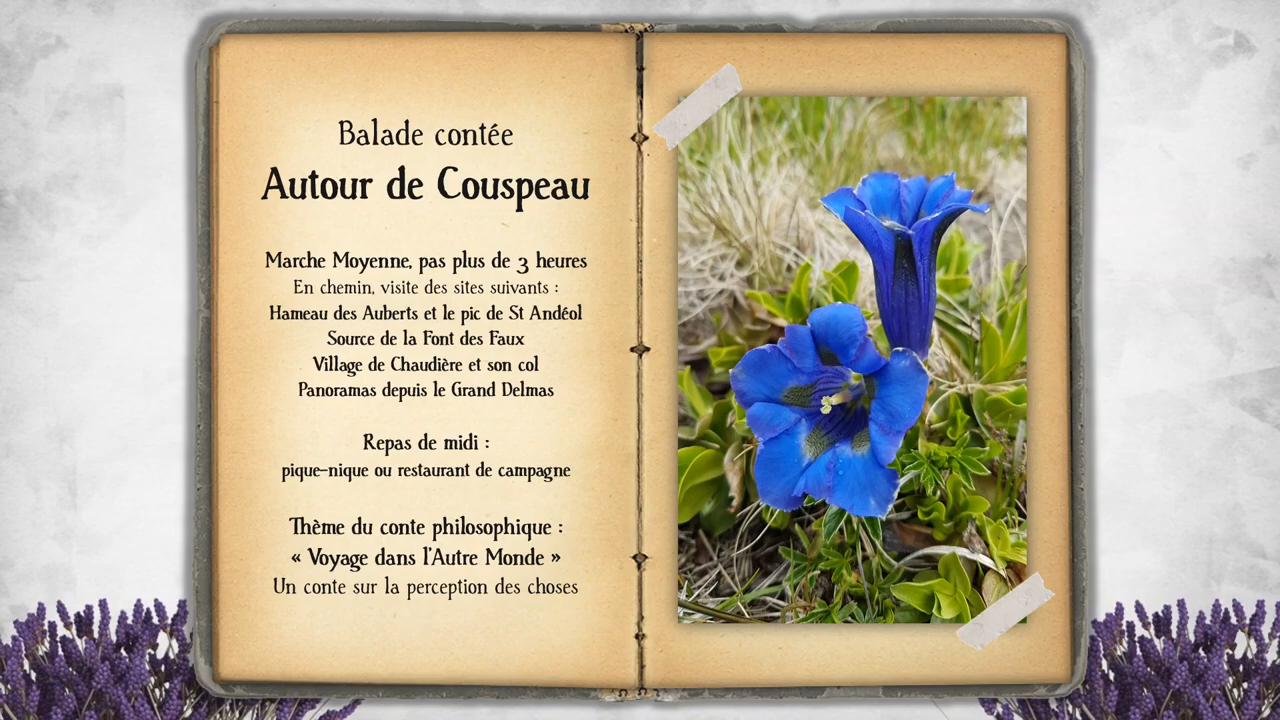 Balade contée
Autour de Couspeau
Marche Moyenne, pas plus de 3 heures
En chemin, visite des sites suivants :
Hameau des Auberts et le pic de St Andéol
Source de la Font des Faux
Village de Chaudière et son col
Panoramas depuis le Grand Delmas
Repas de midi :
pique-nique ou restaurant de campagne
Thème du conte philosophique :
« Voyage dans l'Autre Monde »
Un conte sur la perception des choses